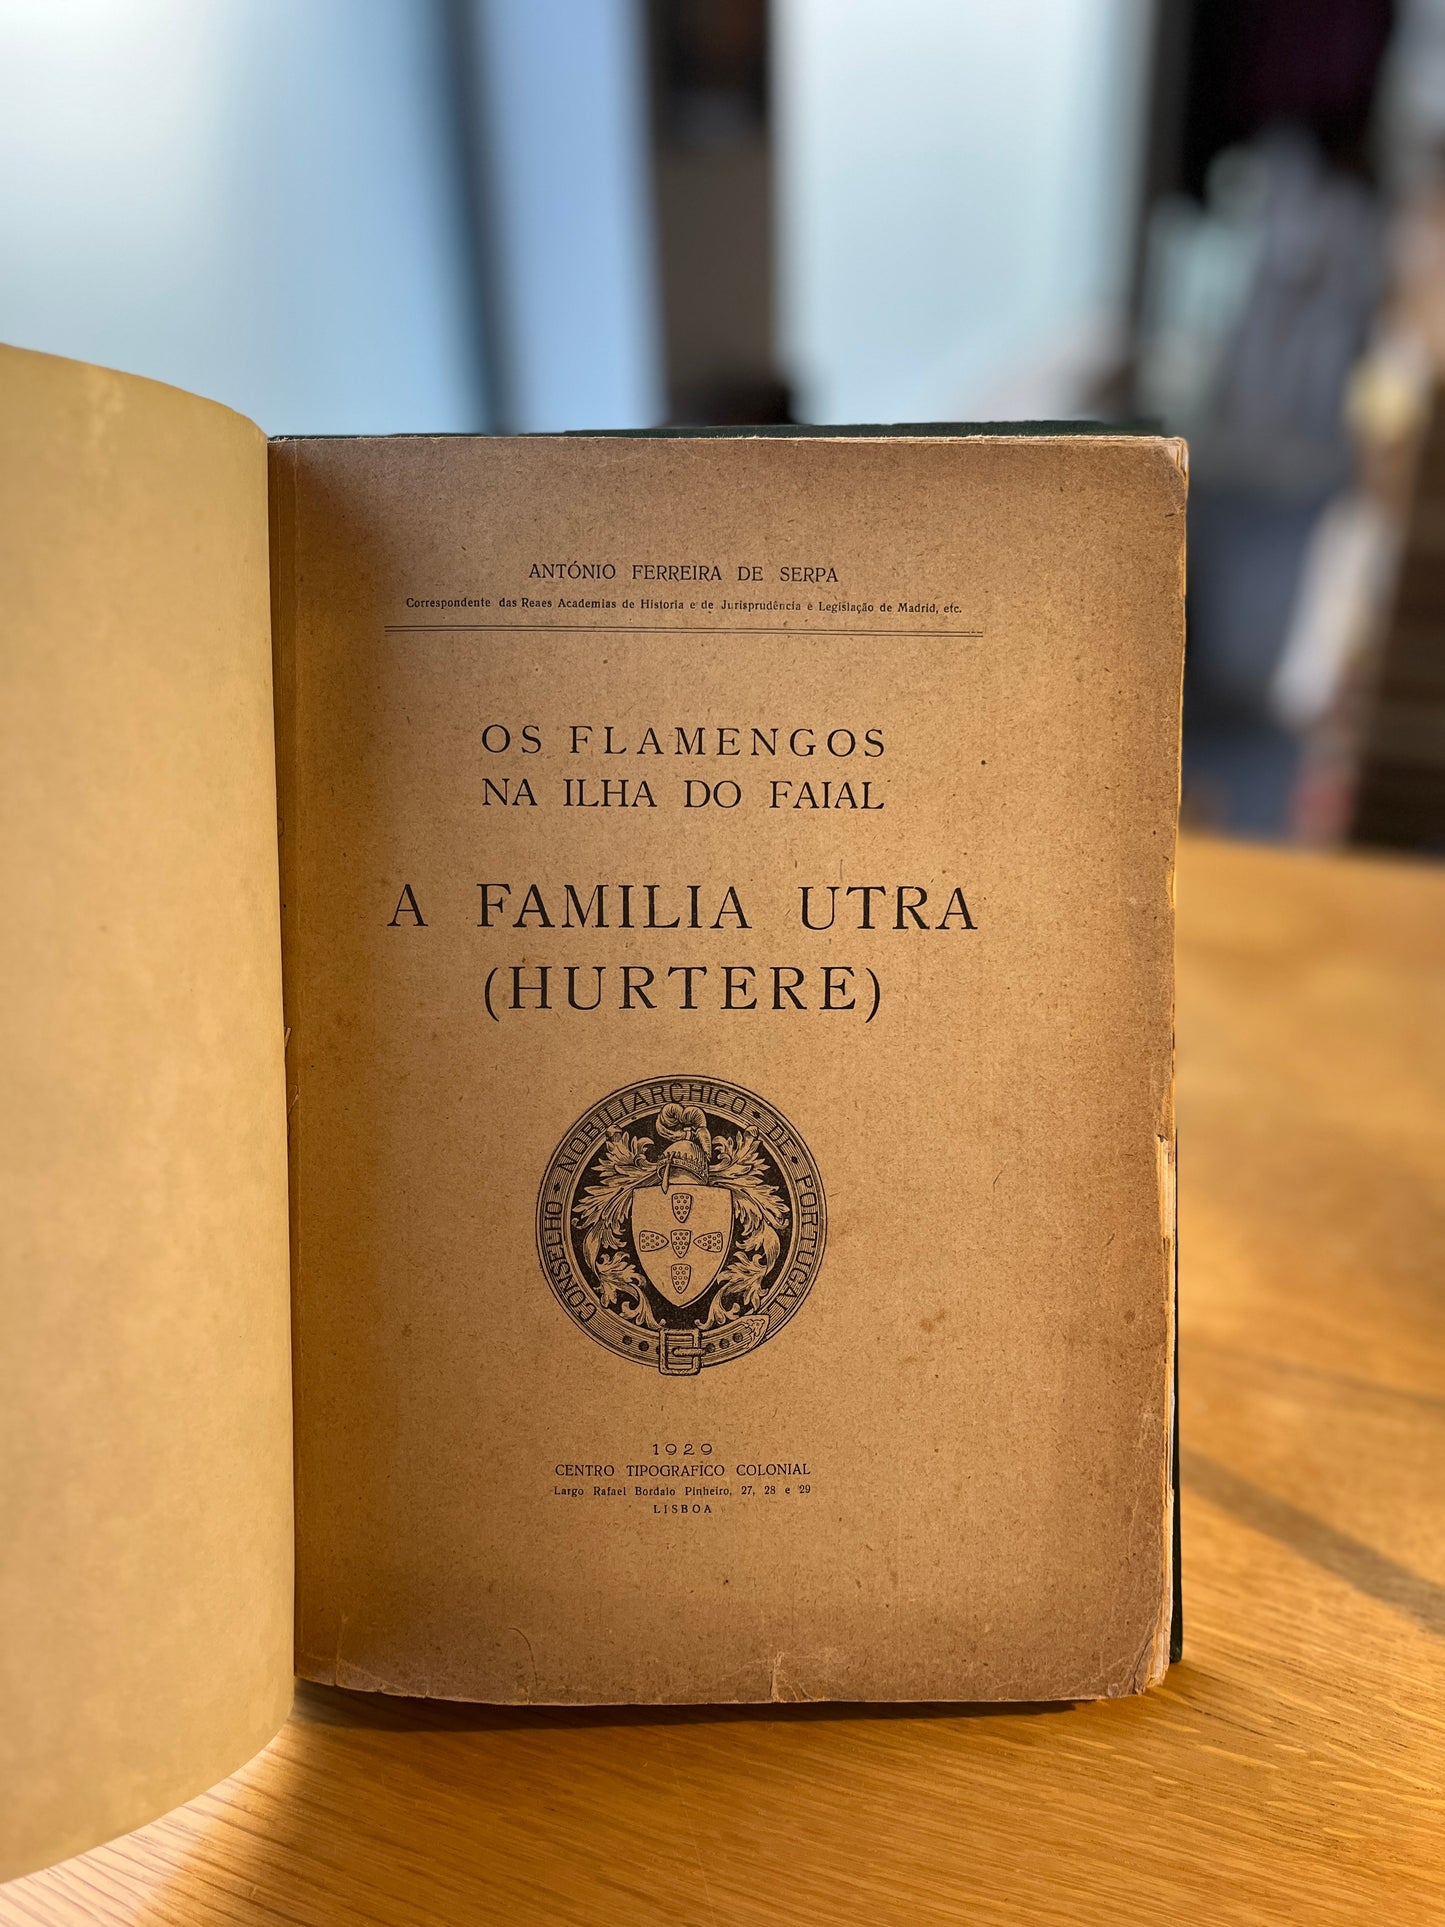 ANTÓNIO FERREIRA DE SERPA
Correspondente das Reaes Academias de Historia e de Jurisprudência e Legislação de Madrid, etc.
OS FLAMENGOS
NA ILHA DO FAIAL
A FAMILIA UTRA
(HURTERE)
CONSELHO • NOBILIARCHICO • DE • PORTUGAL
1929
CENTRO TIPOGRAFICO COLONIAL
Largo Rafael Bordalo Pinheiro, 27, 28 e 29
LISBOA